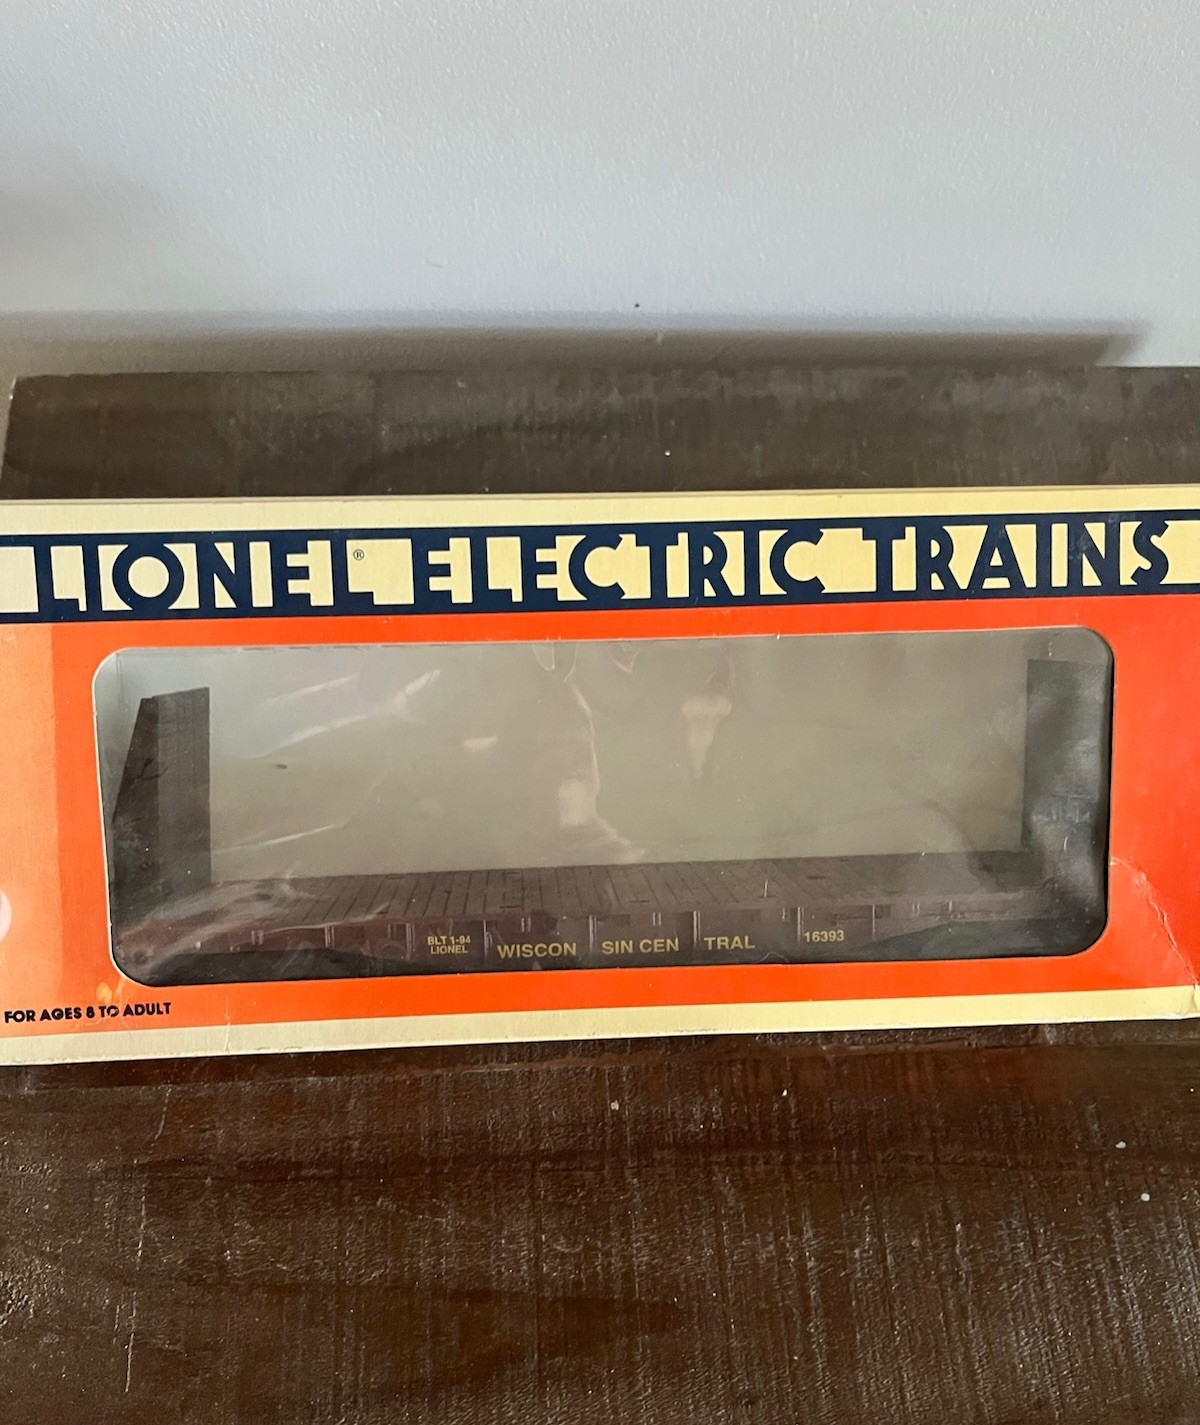 LIONEL® ELECTRIC TRAINS
BLT 1-94
LIONEL
WISCON SIN CEN TRAL
16393
FOR AGES 8 TO ADULT